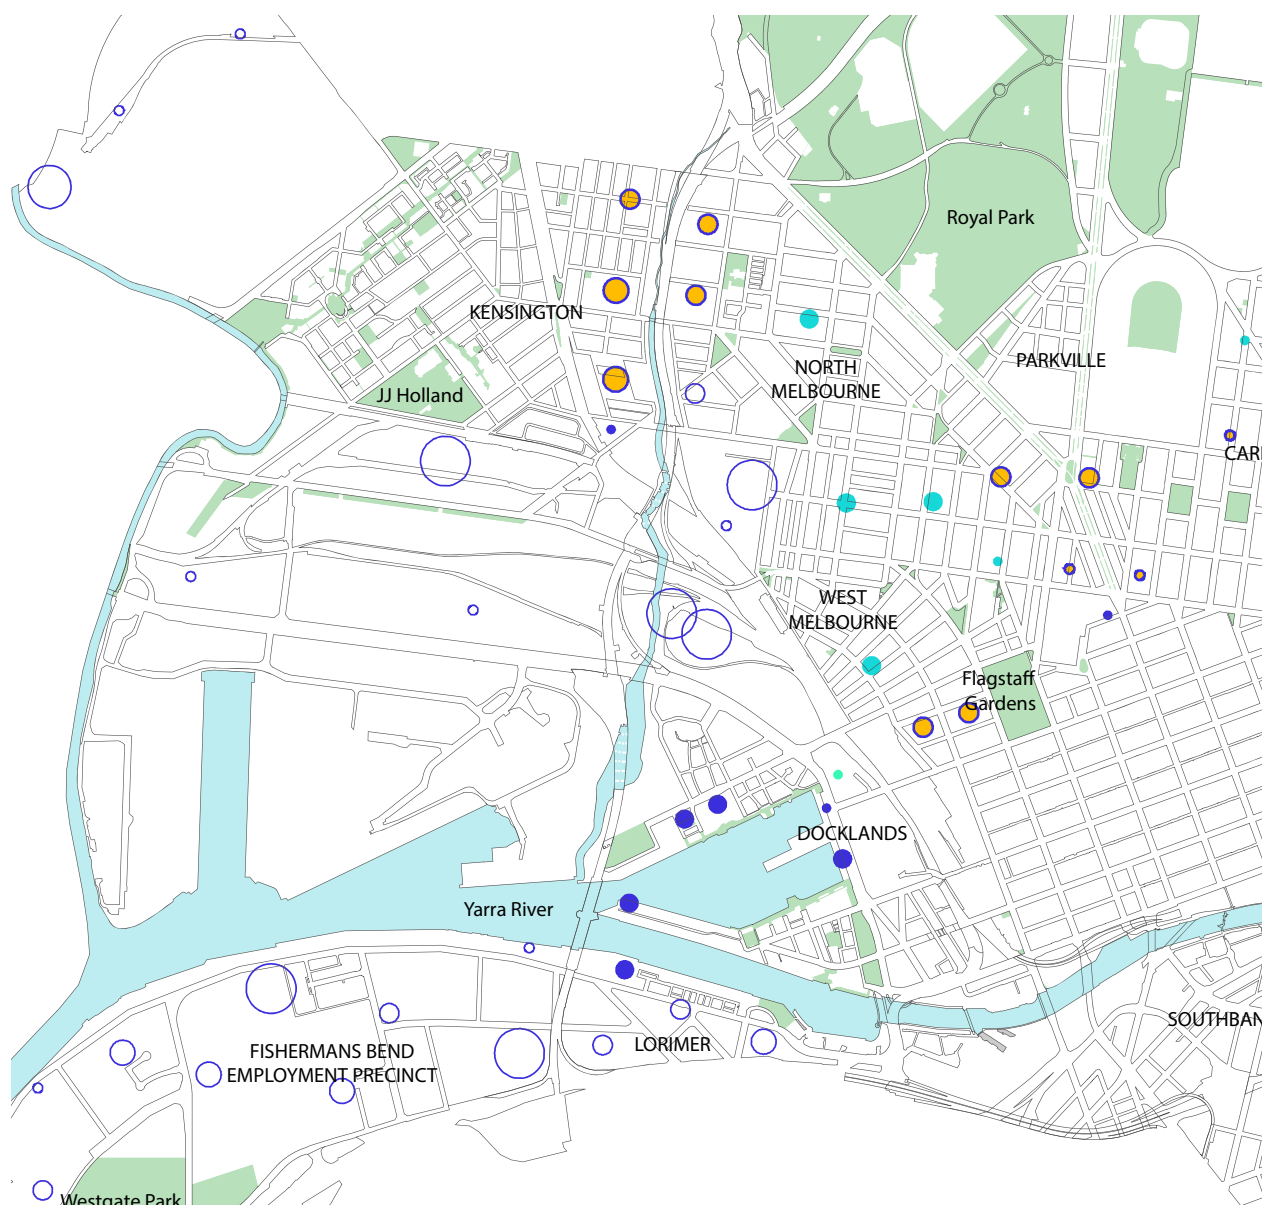 Royal Park
KENSINGTON
PARKVILLE
NORTH
MELBOURNE
JJ Holland
CAR
WEST
MELBOURNE
Flagstaff
Gardens
DOCKLANDS
Yarra River
SOUTHBAN
LORIMER
FISHERMANS BEND
EMPLOYMENT PRECINCT
Westgate Park